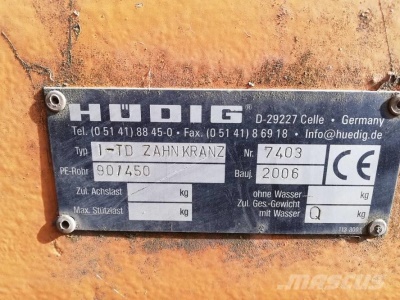 HÜDIG D-29227 Celle • Germany
Tel. (0 51 41) 88 45-0 • Fax. (0 51 41) 8 69 18 • Info@huedig.de
Typ I-TD ZAHNKRANZ Nr. 7403
PE-Rohr 90/450 Bauj. 2006
CE
Zul. Achslast kg ohne Wasser kg
Zul. Ges.-Gewicht
Max. Stützlast kg mit Wasser Q kg
MASCUS